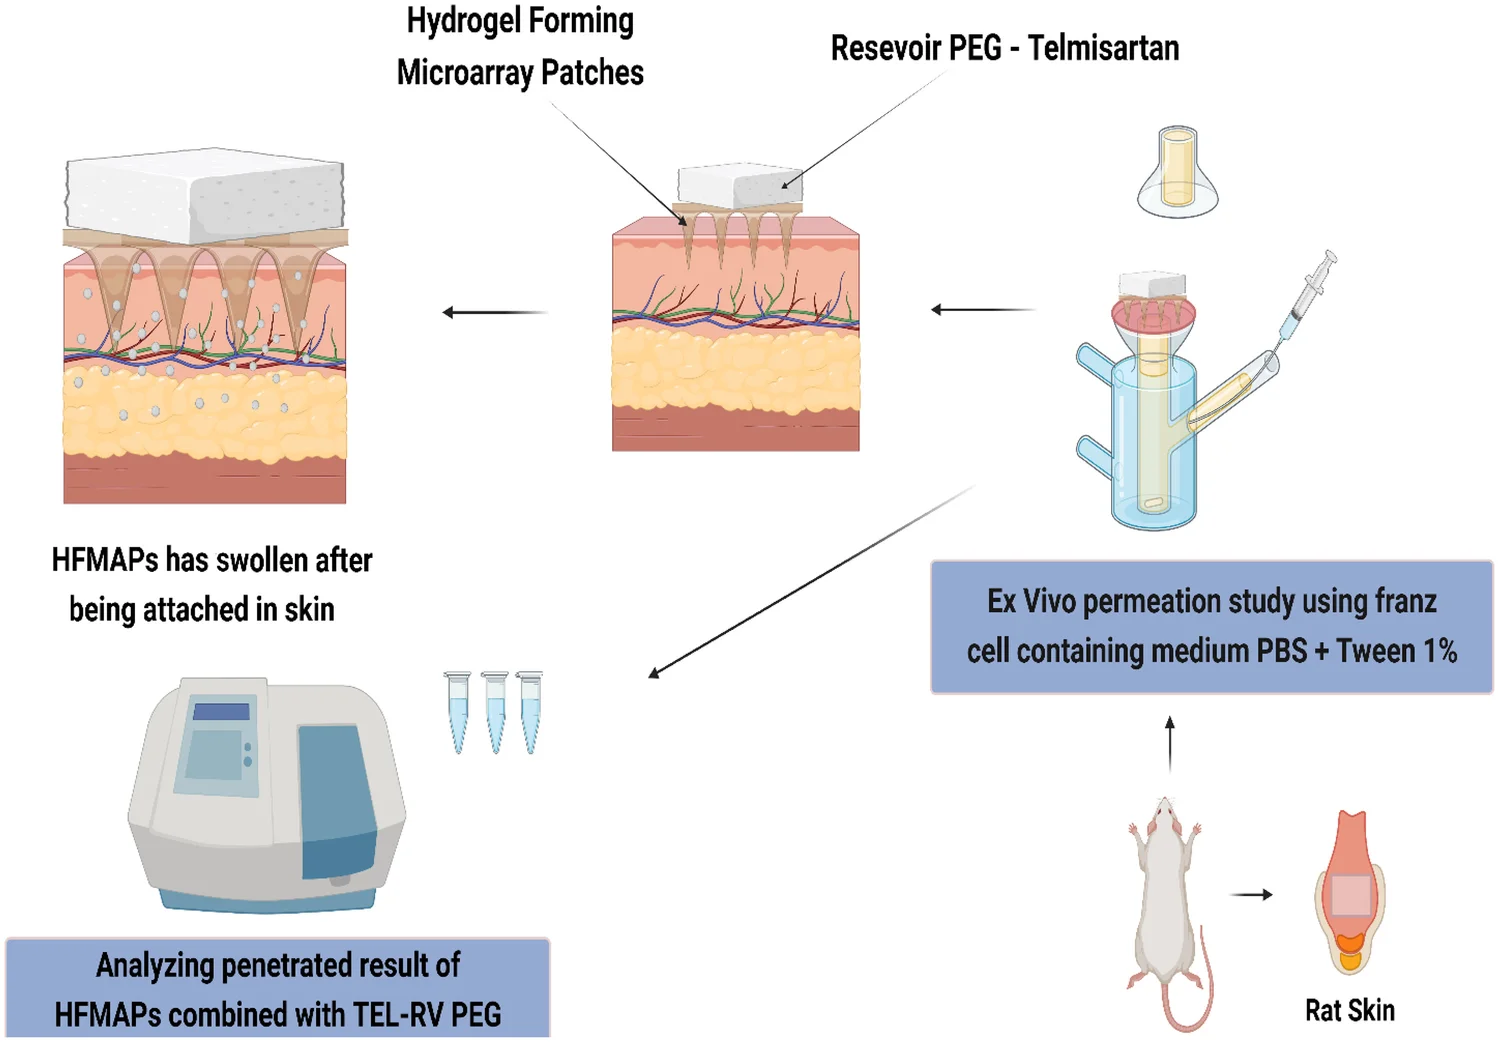 Hydrogel Forming
Microarray Patches
Resevoir PEG - Telmisartan
HFMAPs has swollen after
being attached in skin
Ex Vivo permeation study using franz
cell containing medium PBS + Tween 1%
Analyzing penetrated result of
HFMAPs combined with TEL-RV PEG
Rat Skin